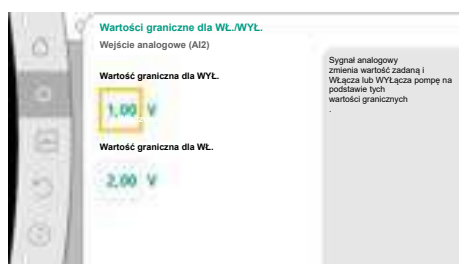 Wartości graniczne dla WŁ./WYŁ.
Wejście analogowe (AI2)
Wartość graniczna dla WYŁ.
1,00 V
Wartość graniczna dla WŁ.
2,00 V
Sygnał analogowy
zmienia wartość zadaną i
WŁącza lub WYŁącza pompę na
podstawie tych
wartości granicznych
.